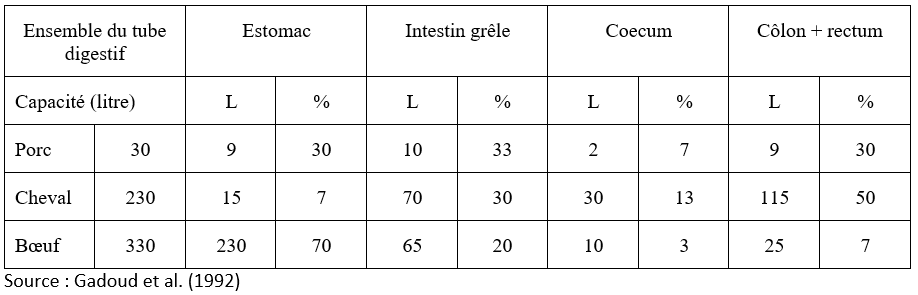 Ensemble du tube digestif Estomac Intestin grêle Coecum Côlon + rectum
Capacité (litre) L % L % L % L %
Porc 30 9 30 10 33 2 7 9 30
Cheval 230 15 7 70 30 30 13 115 50
Bœuf 330 230 70 65 20 10 3 25 7
Source : Gadoud et al. (1992)